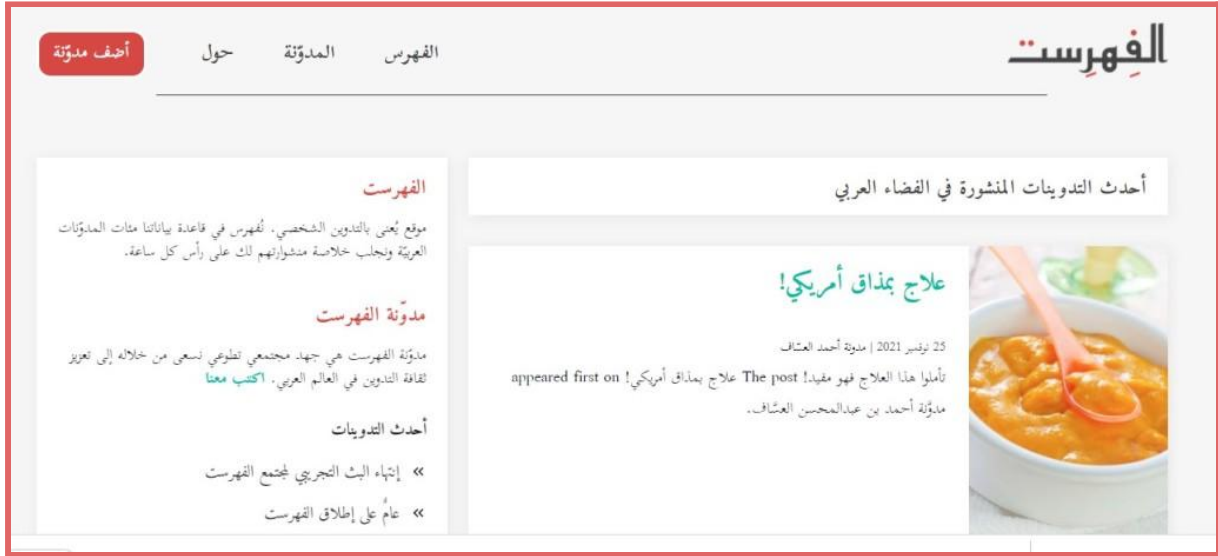 الفِهرِست
الفهرس
المدوّنة
حول
أضف مدوّنة
أحدث التدوينات المنشورة في الفضاء العربي
علاج بمذاق أمريكي!
25 نوفمبر 2021 | مدونة أحمد العسّاف
تأملوا هذا العلاج فهو مفيد! The post علاج بمذاق أمريكي! appeared first on
مدوَّنة أحمد بن عبدالمحسن العسَّاف.
الفهرست
موقع يُعنى بالتدوين الشخصي. نُفهرس في قاعدة بياناتنا مئات المدوّنات
العربيّة ونجلب خلاصة منشوارتهم لك على رأس كل ساعة.
مدوّنة الفهرست
مدوّنة الفهرست هي جهد مجتمعي تطوعي نسعى من خلاله إلى تعزيز
ثقافة التدوين في العالم العربي. اكتب معنا
أحدث التدوينات
» إنتهاء البث التجريبي لمجتمع الفهرست
» عامٌ على إطلاق الفهرست